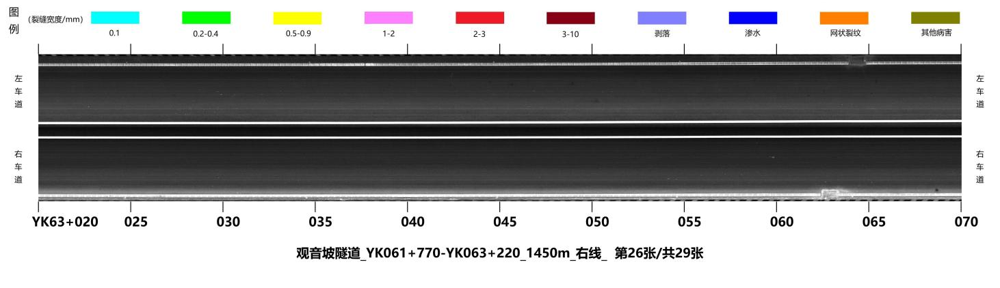 图例
(裂缝宽度/mm)
0.1 0.2-0.4 0.5-0.9 1-2 2-3 3-10 剥落 渗水 网状裂纹 其他病害
左车道
左车道
右车道
右车道
YK63+020 025 030 035 040 045 050 055 060 065 070
观音坡隧道_YK061+770-YK063+220_1450m_右线_ 第26张/共29张